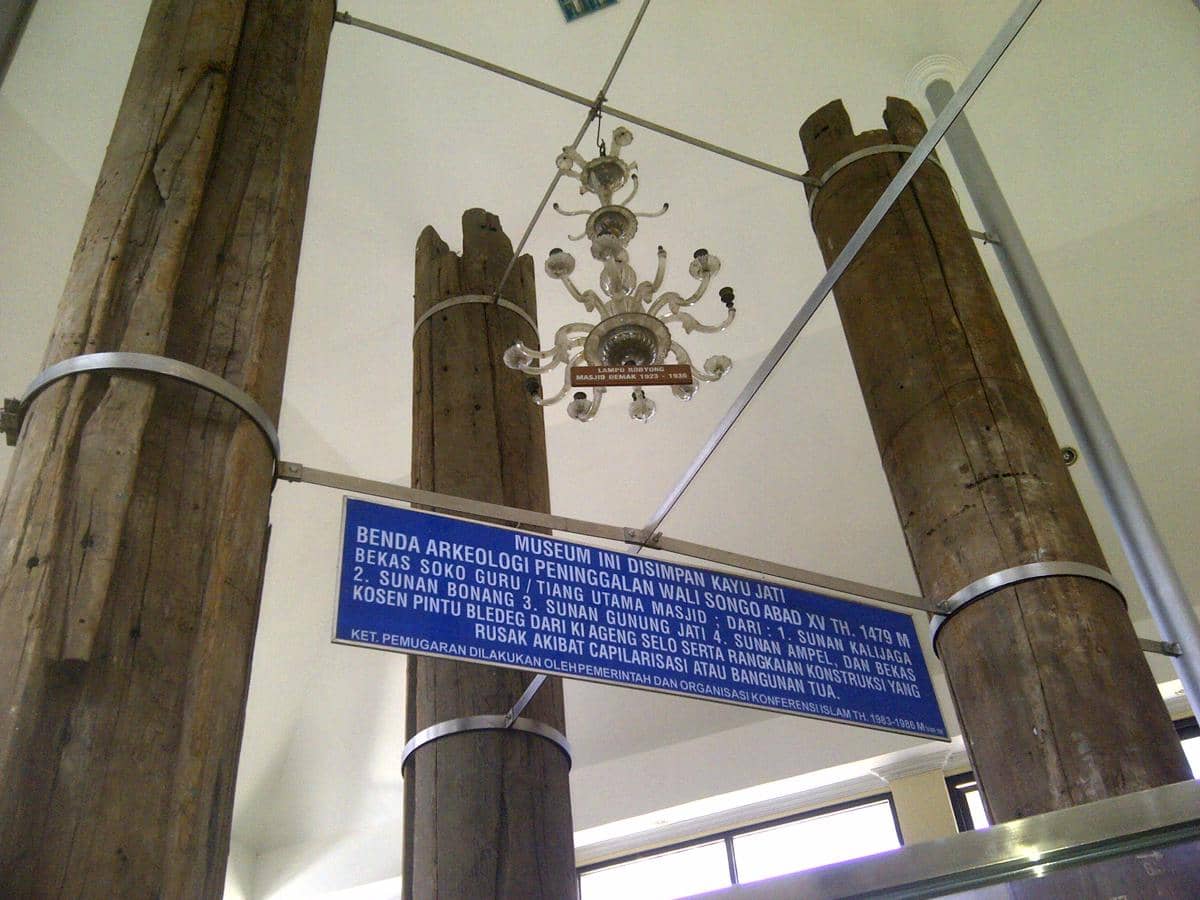 LAMPU ROBYONG
MASJID DEMAK 1923 - 1936
MUSEUM INI DISIMPAN KAYU JATI
BENDA ARKEOLOGI PENINGGALAN WALI SONGO ABAD XV TH. 1479 M
BEKAS SOKO GURU / TIANG UTAMA MASJID ; DARI : 1. SUNAN KALIJAGA
2. SUNAN BONANG 3. SUNAN GUNUNG JATI 4. SUNAN AMPEL, DAN BEKAS
KOSEN PINTU BLEDEG DARI KI AGENG SELO SERTA RANGKAIAN KONSTRUKSI YANG
RUSAK AKIBAT CAPILARISASI ATAU BANGUNAN TUA.
KET. PEMUGARAN DILAKUKAN OLEH PEMERINTAH DAN ORGANISASI KONFERENSI ISLAM TH. 1983-1986 M